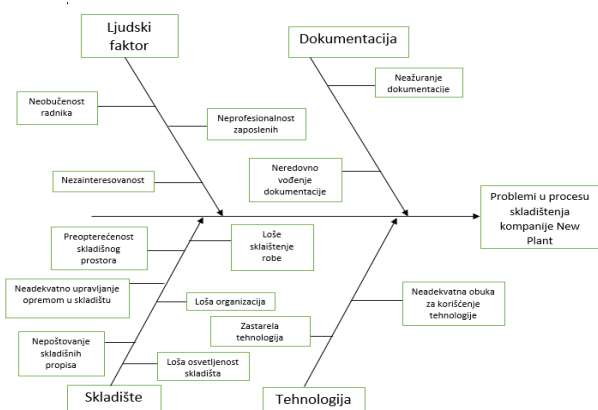 Ljudski
faktor
Dokumentacija
Neažuranje
dokumentacije
Neobučenost
radnika
Neprofesionalnost
zaposlenih
Nezainteresovanost
Neredovno
vođenje
dokumentacije
Problemi u procesu
skladištenja
kompanije New
Plant
Preopterećenost
skladišnog
prostora
Loše
sklaištenje
robe
Neadekvatno upravljanje
opremom u skladištu
Loša organizacija
Neadekvatna obuka
za korišćenje
tehnologije
Zastarela
tehnologija
Nepoštovanje
skladišnih
propisa
Loša osvetljenost
skladišta
Skladište
Tehnologija